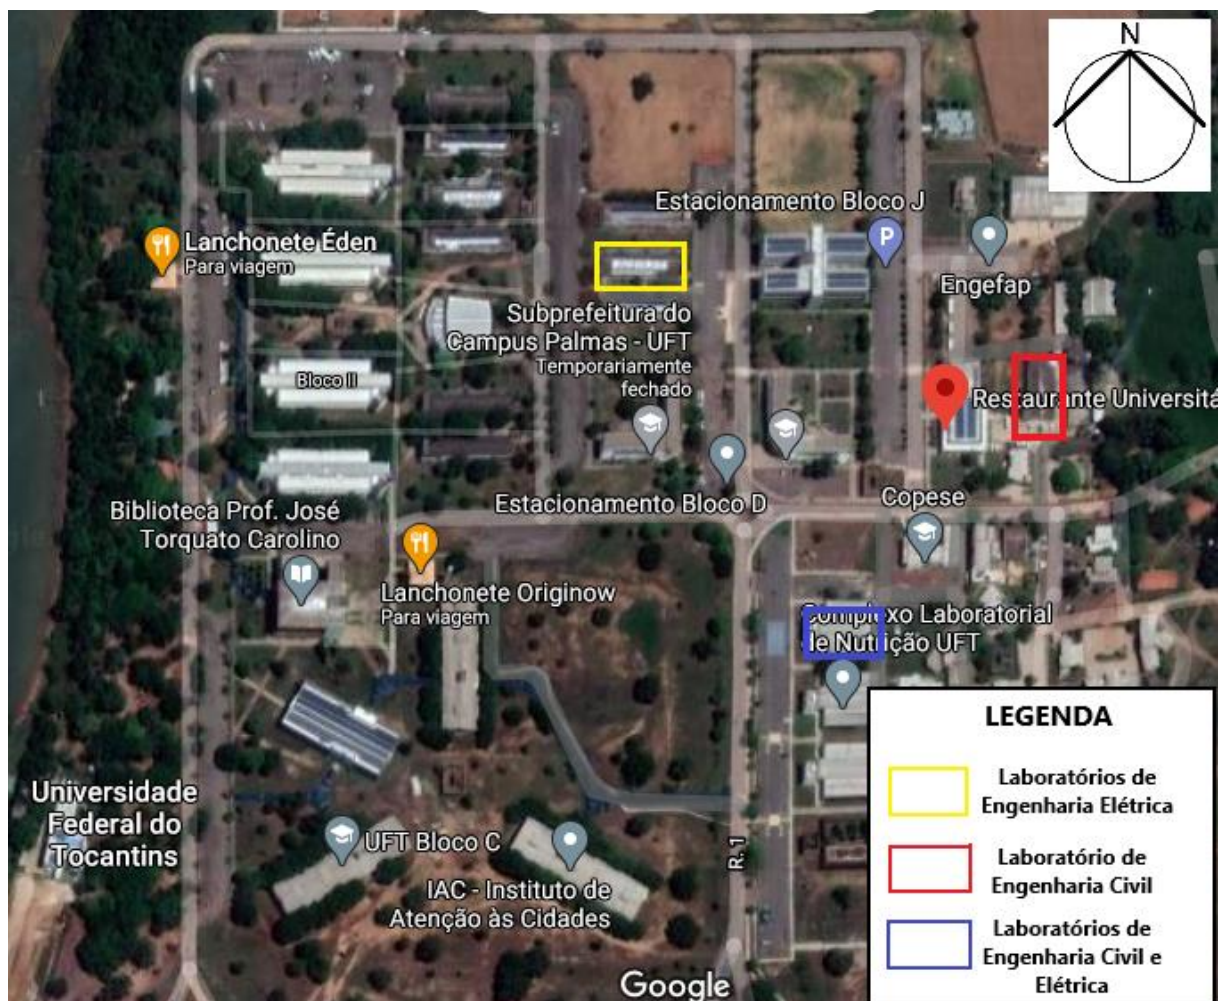 N
Estacionamento Bloco J
P
Lanchonete Éden
Para viagem
Engefap
Subprefeitura do
Campus Palmas - UFT
Temporariamente
fechado
Bloco II
Restaurante Universitá
Estacionamento Bloco D
Copese
Biblioteca Prof. José
Torquato Carolino
Lanchonete Originow
Para viagem
Complexo Laboratorial
de Nutrição UFT
LEGENDA
Laboratórios de
Engenharia Elétrica
Laboratório de
Engenharia Civil
Laboratórios de
Engenharia Civil e
Elétrica
Universidade
Federal do
Tocantins
UFT Bloco C
R. 1
IAC - Instituto de
Atenção às Cidades
Google